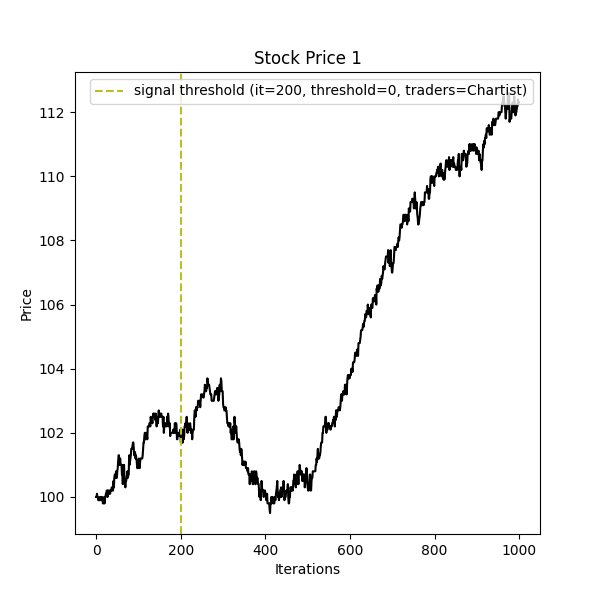 Stock Price 1
signal threshold (it=200, threshold=0, traders=Chartist)
112
110
108
106
104
102
100
Price
0 200 400 600 800 1000
Iterations